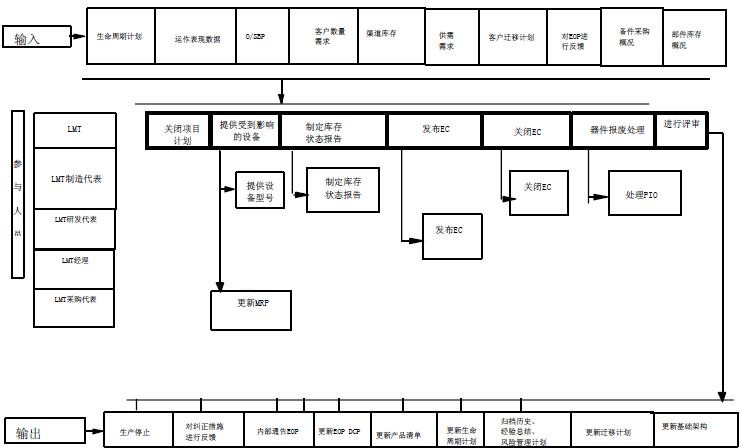 输入
生命周期计划
运作表现数据
O/SBP
客户数量
需求
渠道库存
供需
需求
客户迁移计划
对EOP进
行反馈
备件采购
概况
部件库存
概况
参与人员
LMT
LMT制造代表
LMT研发代表
LMT经理
LMT采购代表
关闭项目
计划
提供受到影响
的设备
制定库存
状态报告
发布EC
关闭EC
器件报废处理
进行评审
提供设
备型号
制定库存
状态报告
关闭EC
处理PIO
发布EC
更新MRP
输出
生产停止
对纠正措施
进行反馈
内部通告EOP
更新EOP DCP
更新产品清单
更新生命
周期计划
归档历史、
经验总结、
风险管理计划
更新迁移计划
更新基础架构